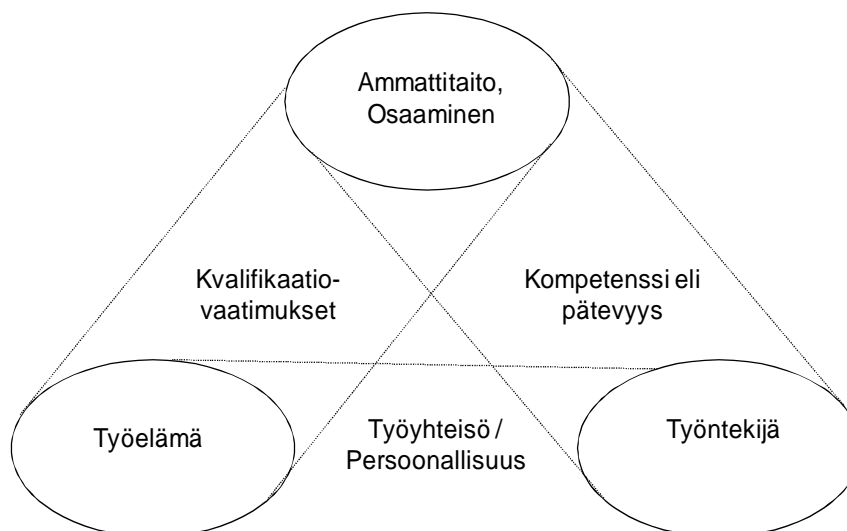 Ammattitaito,
Osaaminen
Kvalifikaatio-
vaatimukset
Kompetenssi eli
pätevyys
Työelämä
Työyhteisö /
Persoonallisuus
Työntekijä